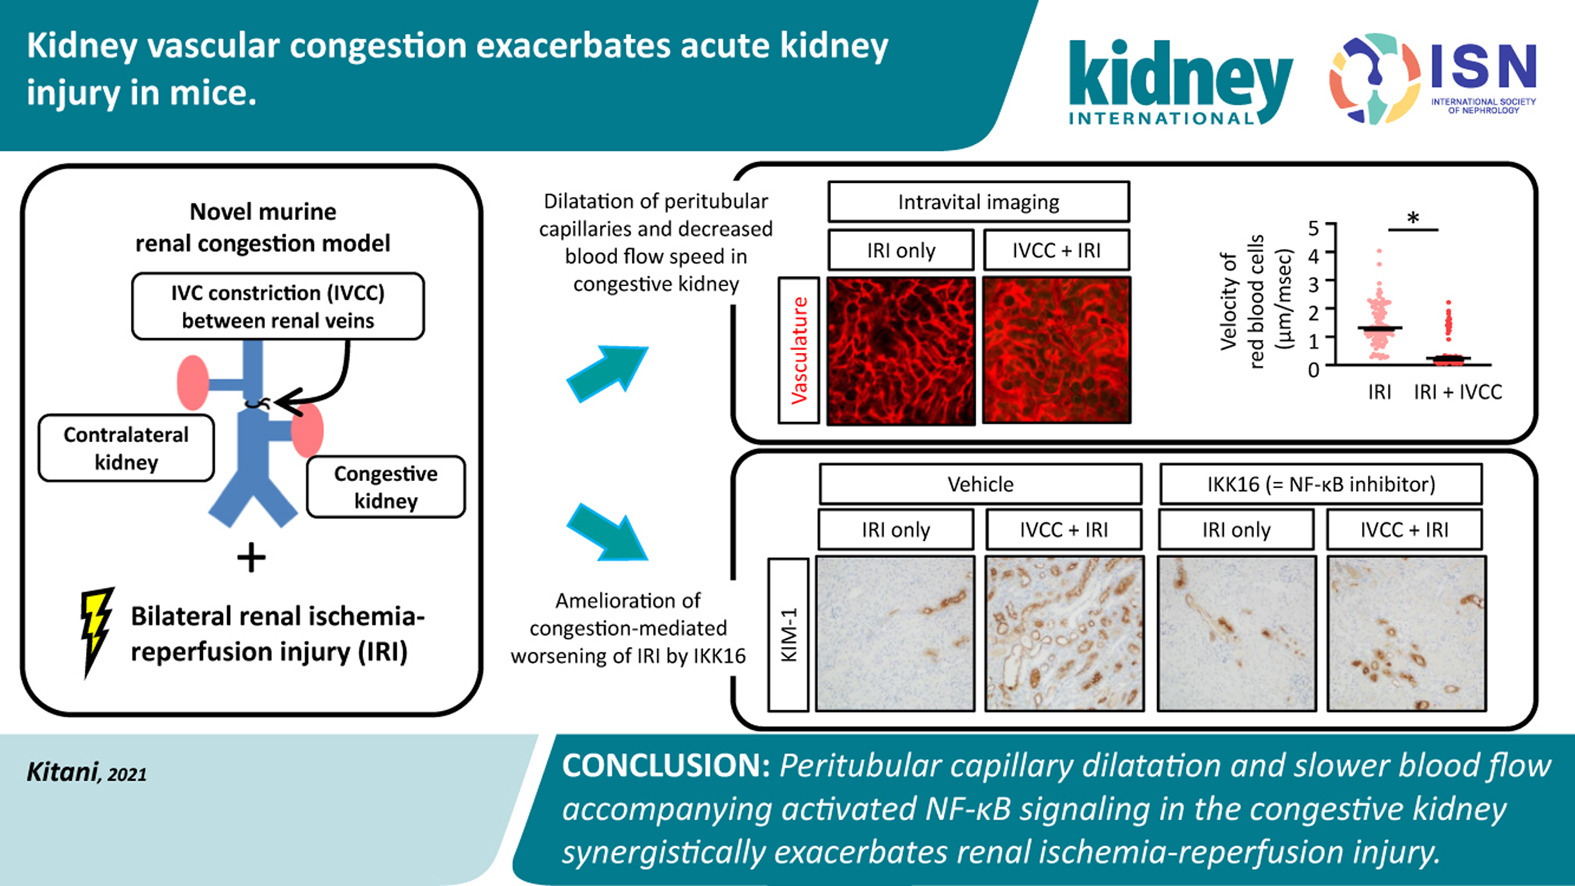 Kidney vascular congestion exacerbates acute kidney
injury in mice.
kidney
INTERNATIONAL
ISN
INTERNATIONAL SOCIETY
OF NEPHROLOGY
Novel murine
renal congestion model
IVC constriction (IVCC)
between renal veins
Contralateral
kidney
Congestive
kidney
+
Bilateral renal ischemia-
reperfusion injury (IRI)
Dilatation of peritubular
capillaries and decreased
blood flow speed in
congestive kidney
Intravital imaging
IRI only
IVCC + IRI
Vasculature
Velocity of
red blood cells
(μm/msec)
5
4
3
2
1
0
*
IRI
IRI + IVCC
Amelioration of
congestion-mediated
worsening of IRI by IKK16
Vehicle
IKK16 (= NF-κB inhibitor)
IRI only
IVCC + IRI
IRI only
IVCC + IRI
KIM-1
Kitani, 2021
CONCLUSION: Peritubular capillary dilatation and slower blood flow
accompanying activated NF-κB signaling in the congestive kidney
synergistically exacerbates renal ischemia-reperfusion injury.